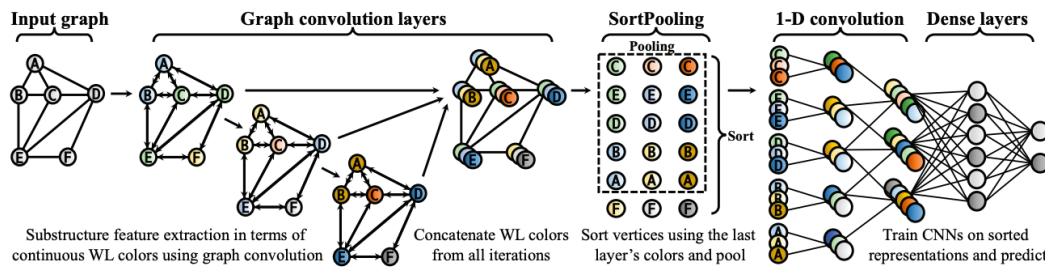 Input graph
Graph convolution layers
SortPooling
1-D convolution
Dense layers
A
B C D
E F
A
B C D
E F
A
B C D
E F
A
B C D
E F
A
B C D
E F
Pooling
C C C
E E E
D D D
B B B
A A A
F F F
Sort
C C C
E E E
D D D
B B B
A A A
Substructure feature extraction in terms of
continuous WL colors using graph convolution
Concatenate WL colors
from all iterations
Sort vertices using the last
layer's colors and pool
Train CNNs on sorted
representations and predict